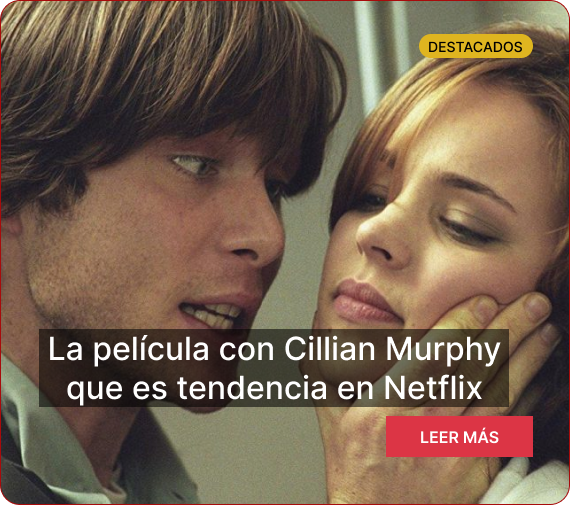 DESTACADOS
La película con Cillian Murphy
que es tendencia en Netflix
LEER MÁS